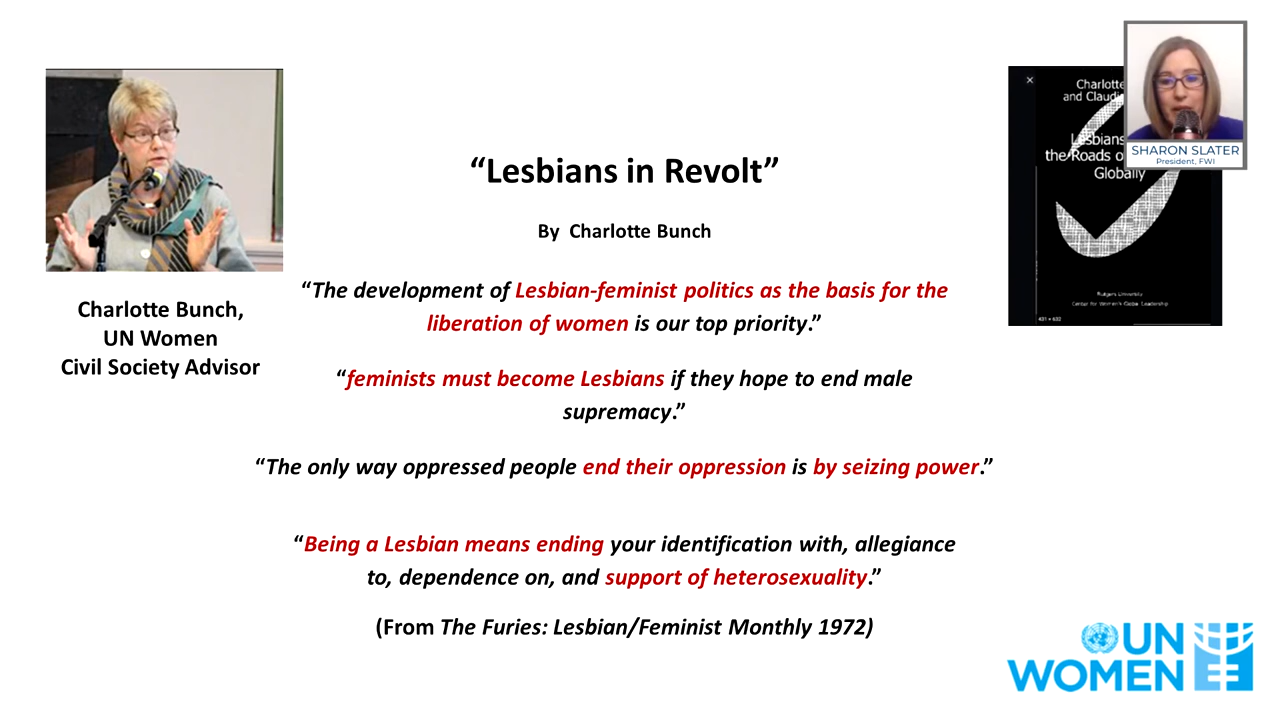 “Lesbians in Revolt”
By Charlotte Bunch
“The development of Lesbian-feminist politics as the basis for the
liberation of women is our top priority.”
“feminists must become Lesbians if they hope to end male
supremacy.”
“The only way oppressed people end their oppression is by seizing power.”
“Being a Lesbian means ending your identification with, allegiance
to, dependence on, and support of heterosexuality.”
(From The Furies: Lesbian/Feminist Monthly 1972)
Charlotte Bunch,
UN Women
Civil Society Advisor
Charlotte
and Claudi
Lesbians
the Roads o
Globally
Rutgers University
Center for Women's Global Leadership
431 × 632
SHARON SLATER
President, FWI
UN
WOMEN